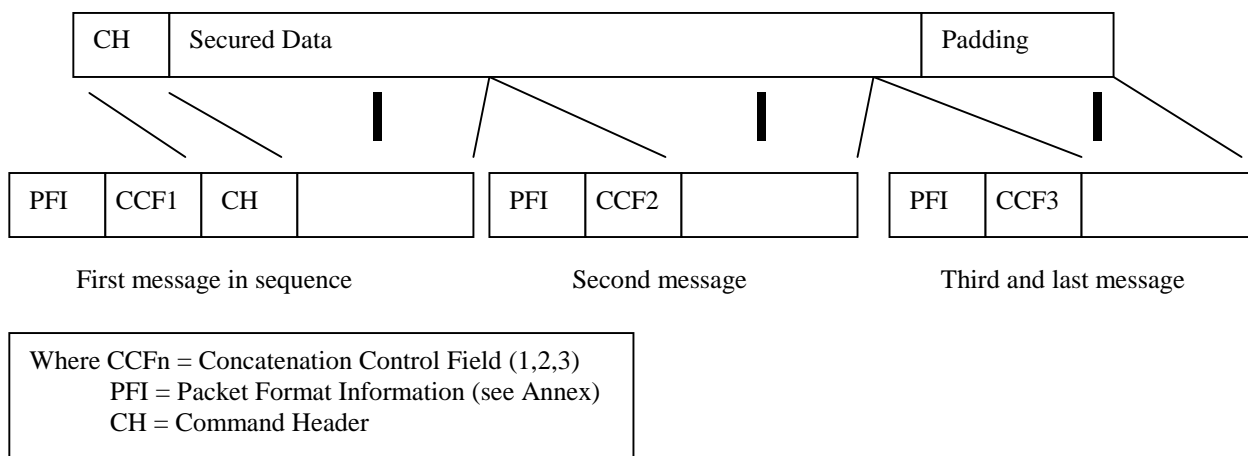 CH Secured Data Padding
PFI CCF1 CH PFI CCF2 PFI CCF3
First message in sequence Second message Third and last message
Where CCFn = Concatenation Control Field (1,2,3)
PFI = Packet Format Information (see Annex)
CH = Command Header